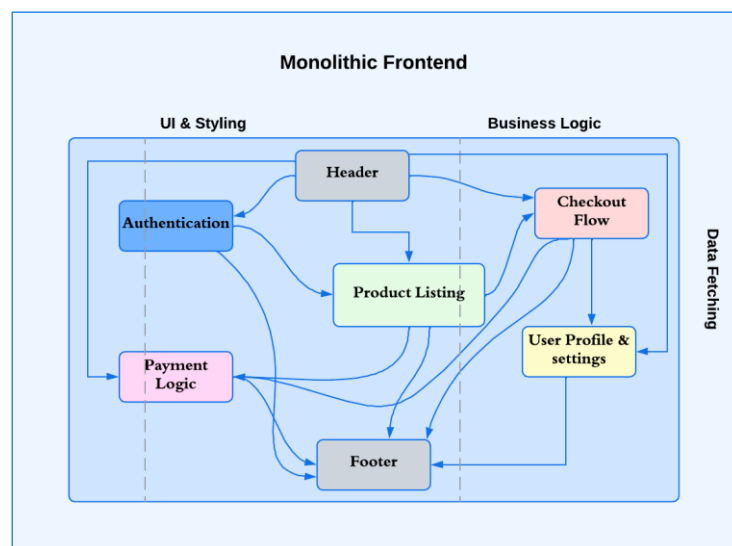 Monolithic Frontend
UI & Styling
Business Logic
Header
Checkout
Flow
Authentication
Data Fetching
Product Listing
User Profile &
settings
Payment
Logic
Footer